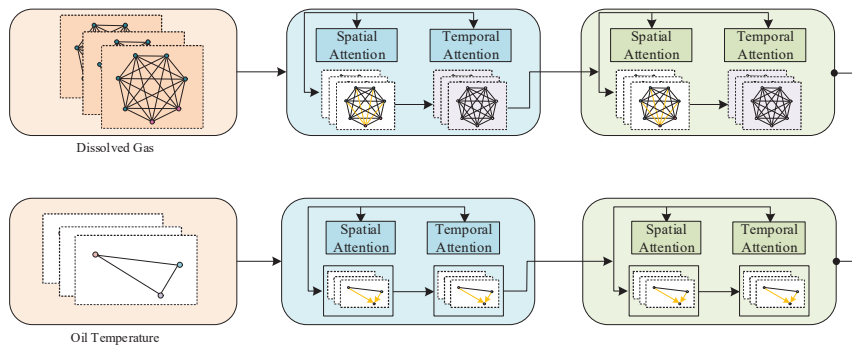 Spatial
Attention
Temporal
Attention
Spatial
Attention
Temporal
Attention
Dissolved Gas
Spatial
Attention
Temporal
Attention
Spatial
Attention
Temporal
Attention
Oil Temperature